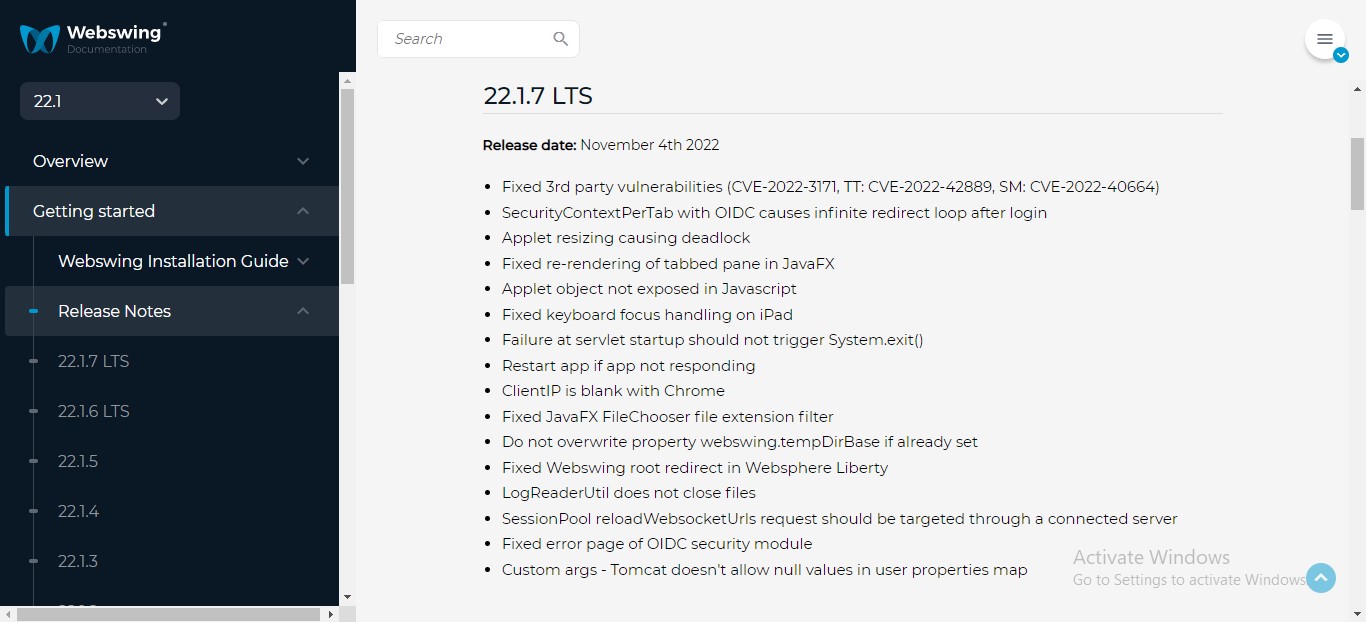 Webswing
Documentation
22.1
Overview
Getting started
Webswing Installation Guide
Release Notes
22.1.7 LTS
22.1.6 LTS
22.1.5
22.1.4
22.1.3
Search
22.1.7 LTS
Release date: November 4th 2022
• Fixed 3rd party vulnerabilities (CVE-2022-3171, TT: CVE-2022-42889, SM: CVE-2022-40664)
• SecurityContextPerTab with OIDC causes infinite redirect loop after login
• Applet resizing causing deadlock
• Fixed re-rendering of tabbed pane in JavaFX
• Applet object not exposed in Javascript
• Fixed keyboard focus handling on iPad
• Failure at servlet startup should not trigger System.exit()
• Restart app if app not responding
• ClientIP is blank with Chrome
• Fixed JavaFX FileChooser file extension filter
• Do not overwrite property webswing.tempDirBase if already set
• Fixed Webswing root redirect in Websphere Liberty
• LogReaderUtil does not close files
• SessionPool reloadWebsocketUrls request should be targeted through a connected server
• Fixed error page of OIDC security module
• Custom args - Tomcat doesn't allow null values in user properties map
Activate Windows
Go to Settings to activate Windows